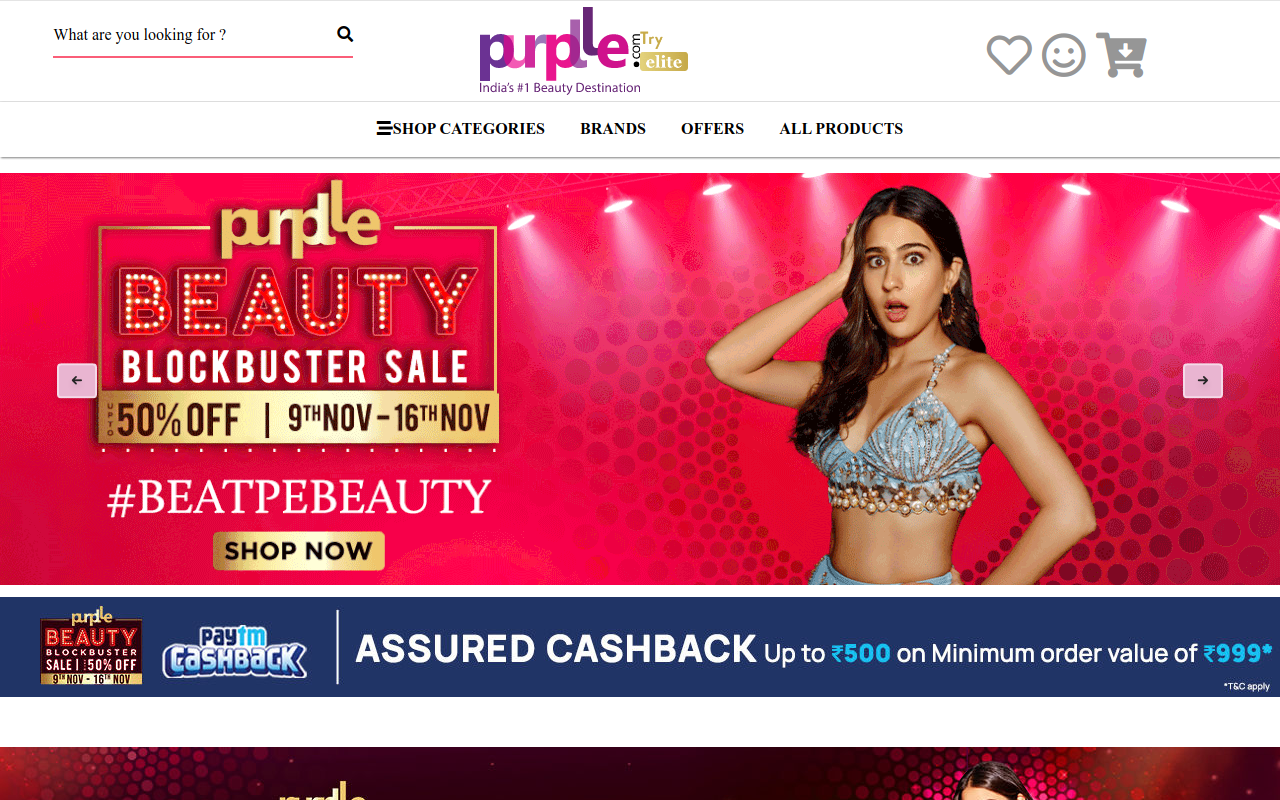 What are you looking for ?
purplle
.com
Try
elite
India's #1 Beauty Destination
SHOP CATEGORIES BRANDS OFFERS ALL PRODUCTS
purplle
BEAUTY
BLOCKBUSTER SALE
UPTO 50% OFF | 9TH NOV – 16TH NOV
#BEATPEBEAUTY
SHOP NOW
purplle
BEAUTY
BLOCKBUSTER
SALE | UPTO 50% OFF
9TH NOV - 16TH NOV
paytm
CASHBACK
ASSURED CASHBACK Up to ₹500 on Minimum order value of ₹999*
*T&C apply
purplle